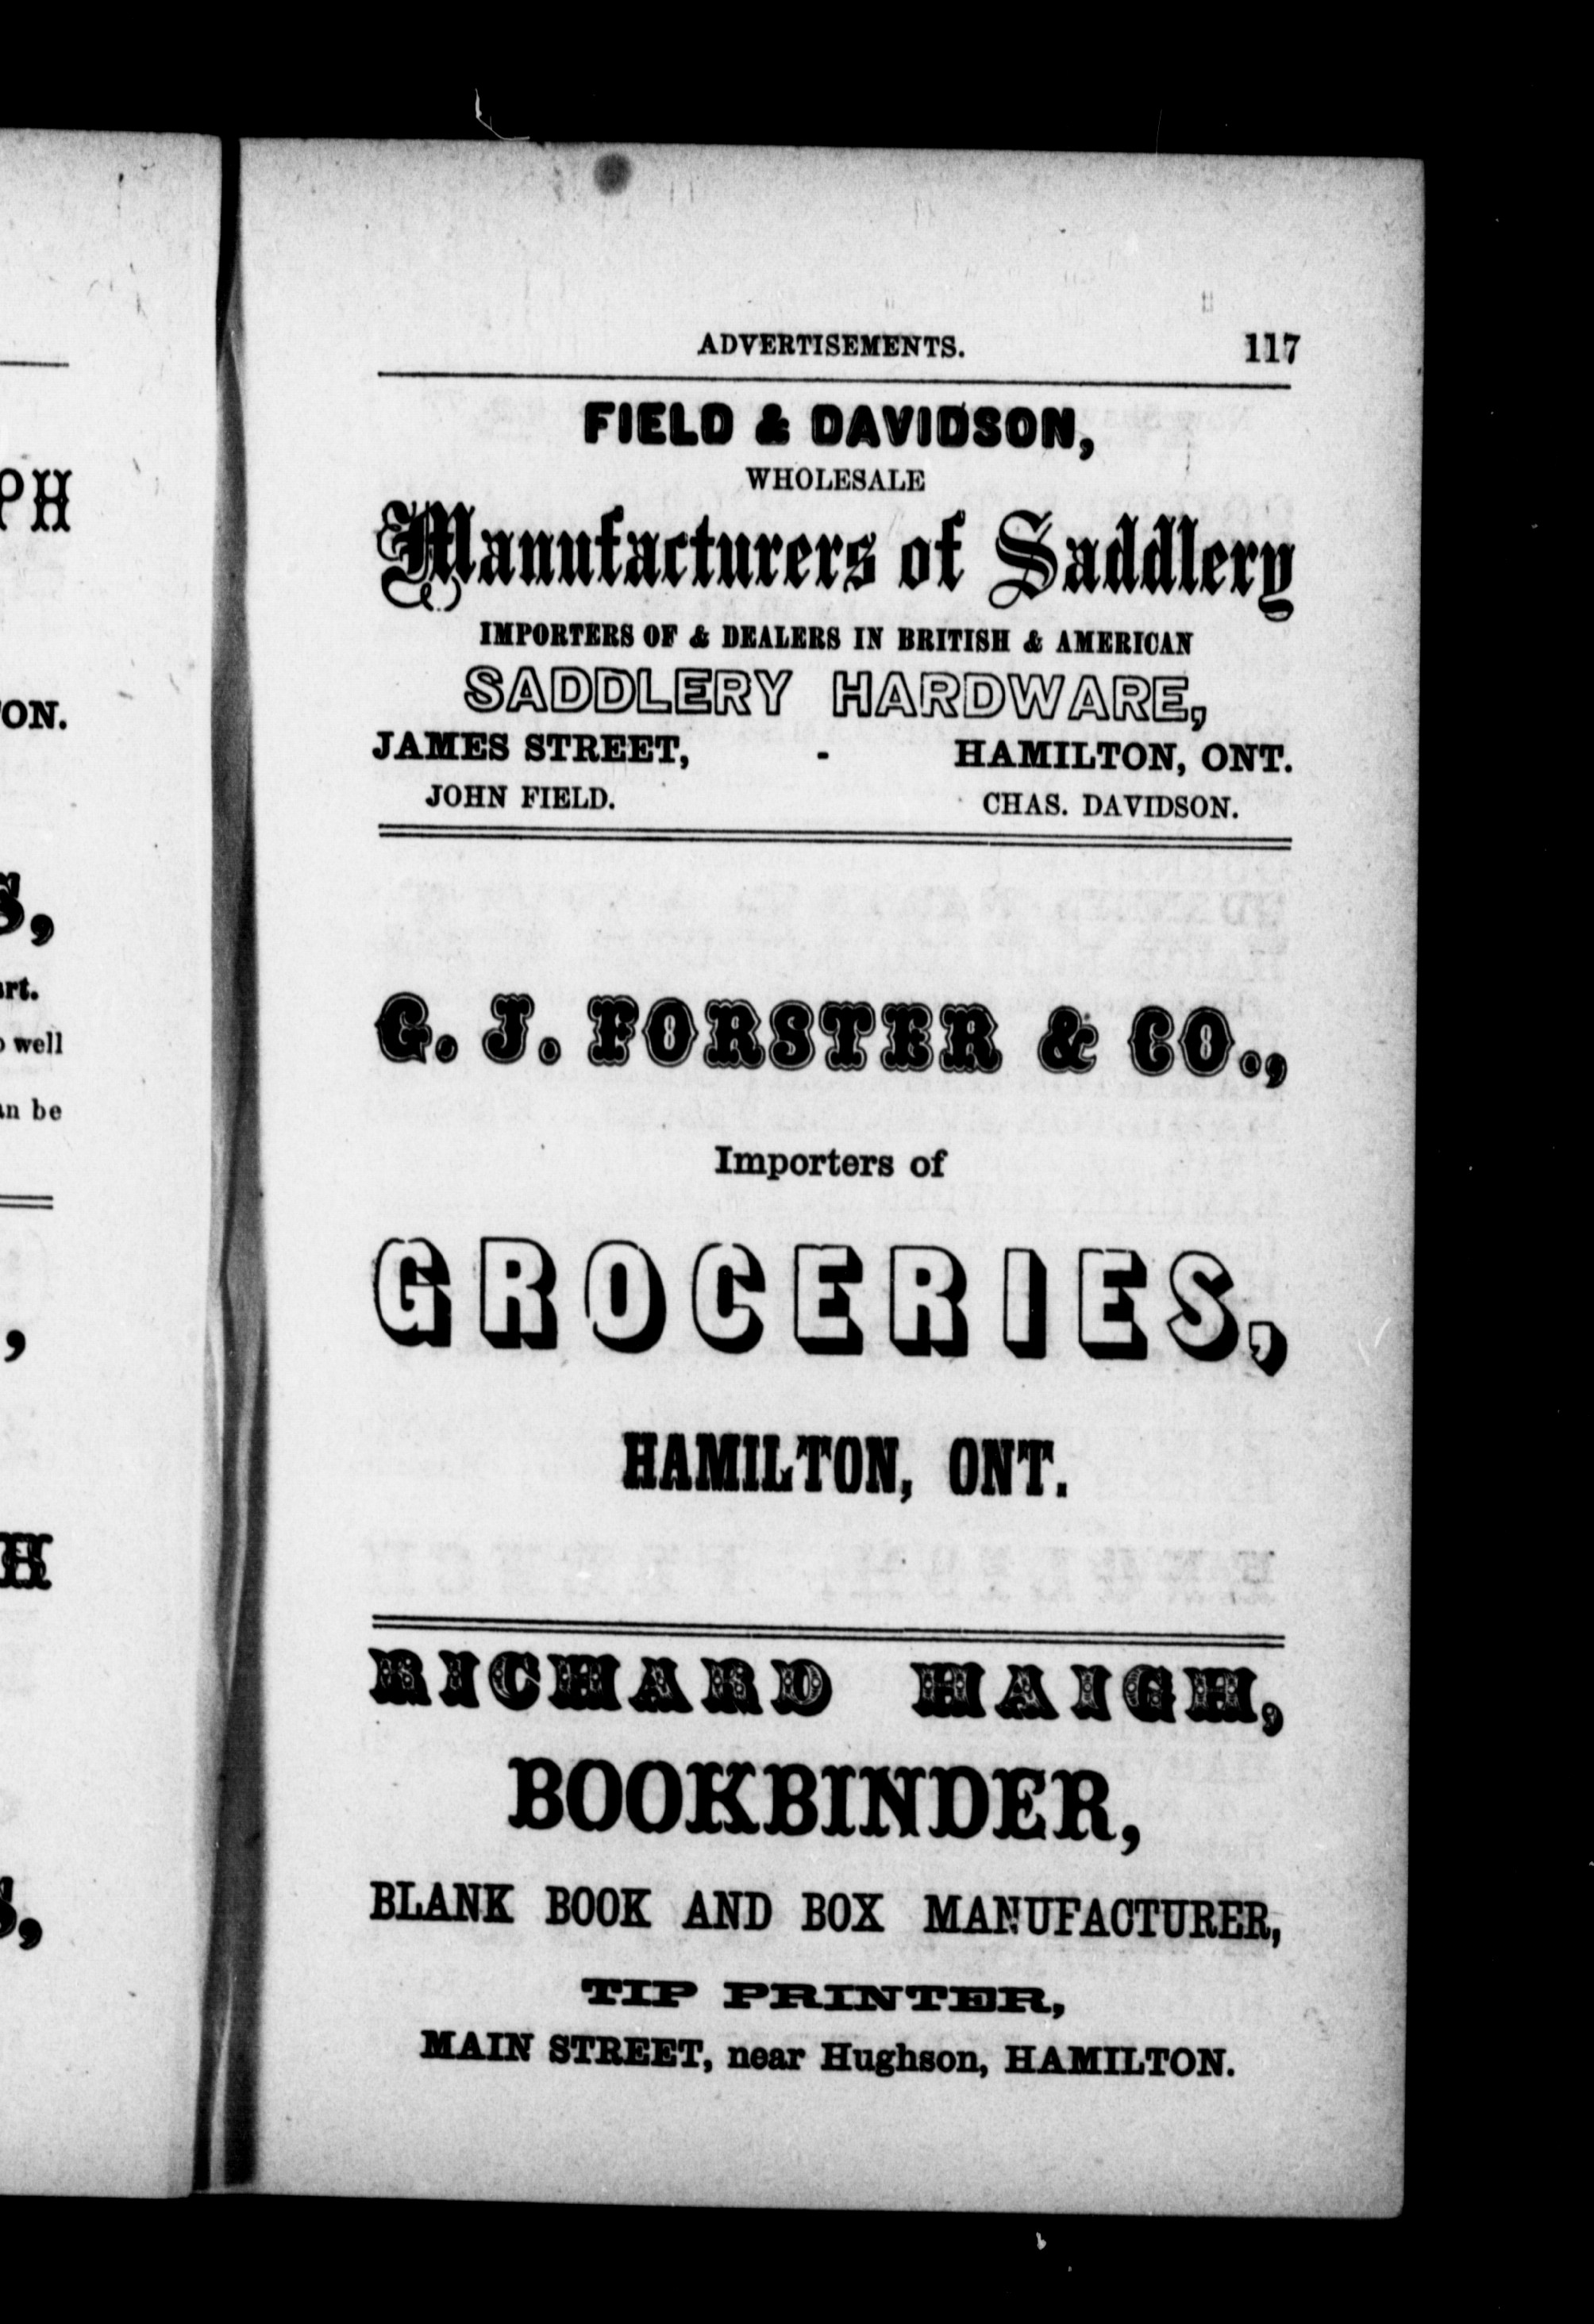 ADVERTISEMENTS. 117
FIELD & DAVIDSON,
WHOLESALE
Manufacturers of Saddlery
IMPORTERS OF & DEALERS IN BRITISH & AMERICAN
SADDLERY HARDWARE,
JAMES STREET, - HAMILTON, ONT.
JOHN FIELD. CHAS. DAVIDSON.
G. J. FORSTER & CO.,
Importers of
GROCERIES,
HAMILTON, ONT.
RICHARD HAIGH,
BOOKBINDER,
BLANK BOOK AND BOX MANUFACTURER,
TIP PRINTER,
MAIN STREET, near Hughson, HAMILTON.